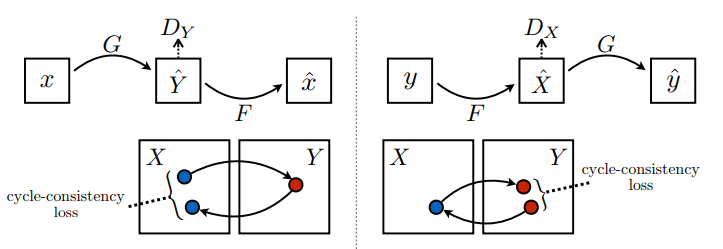 D_Y
G
x
Ŷ
x̂
F
X
Y
cycle-consistency
loss
D_X
G
y
X̂
ŷ
F
X
Y
cycle-consistency
loss